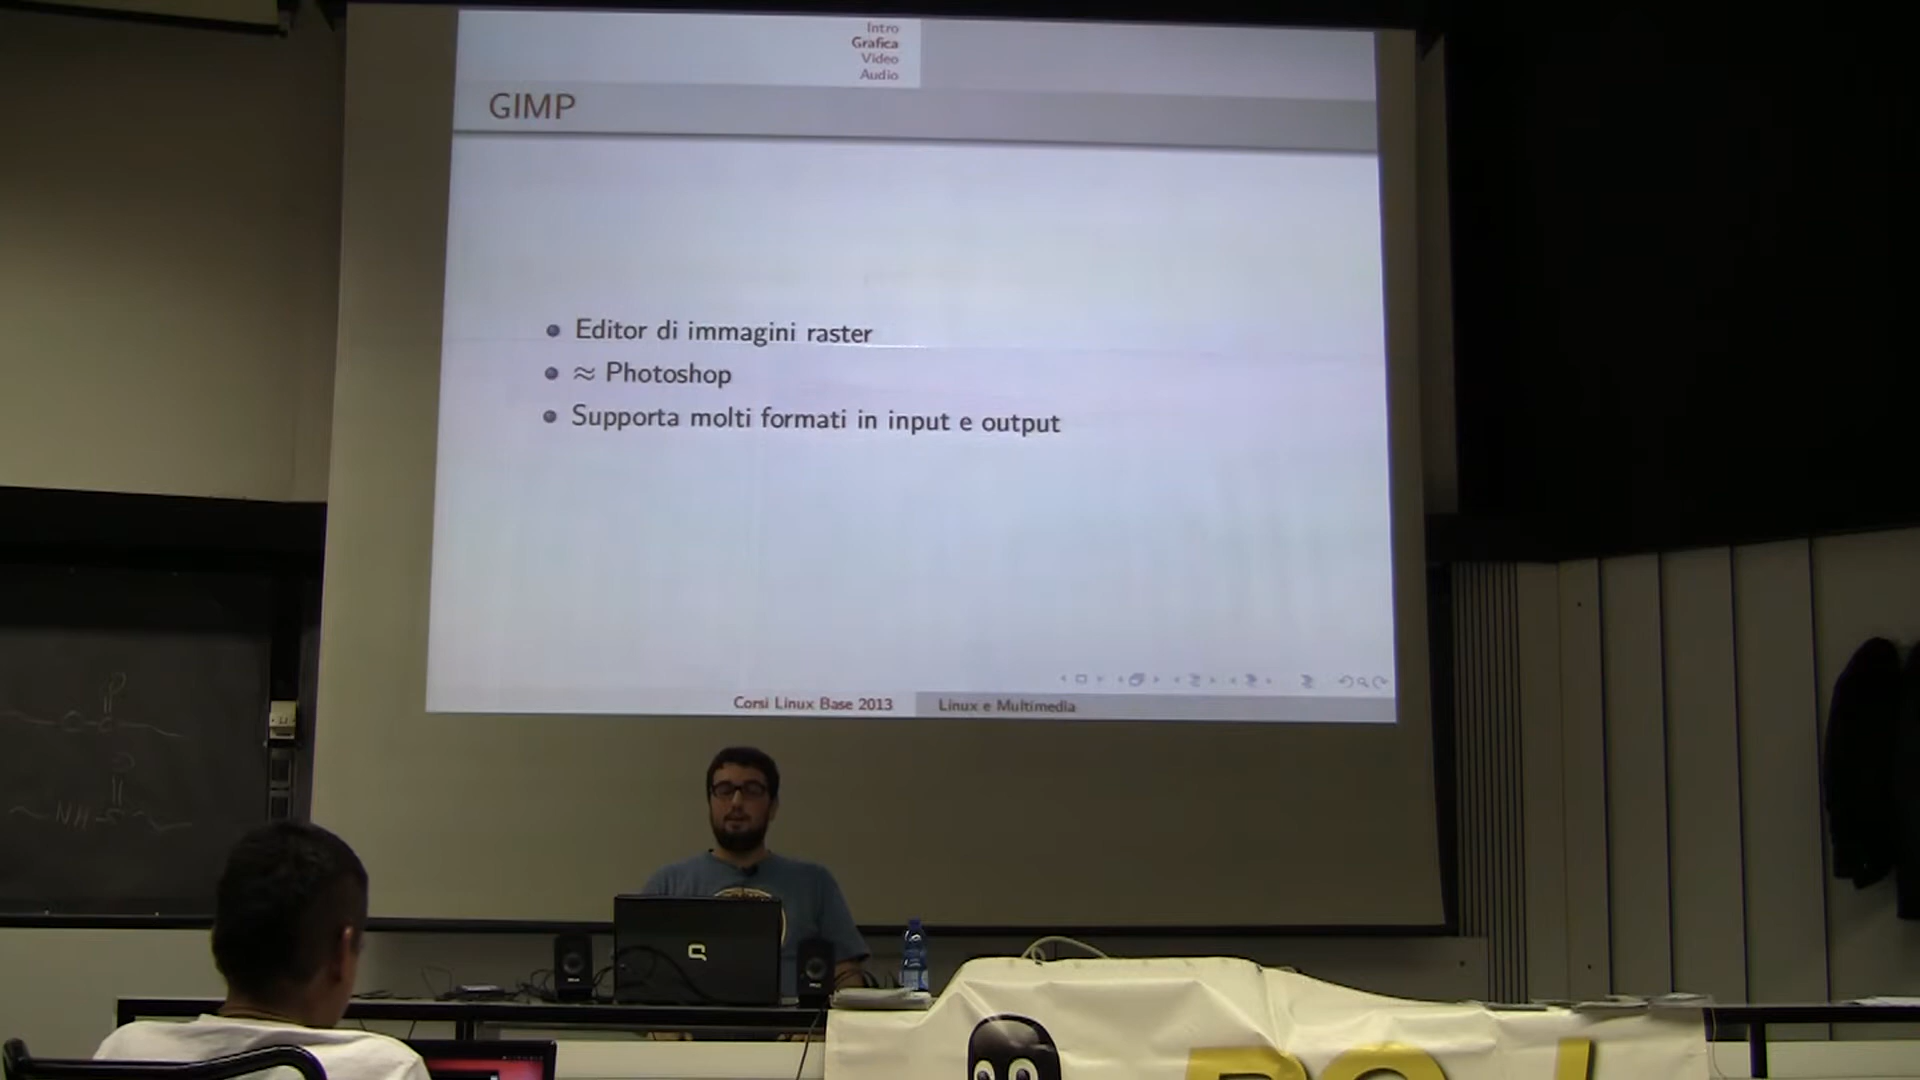 Intro
Grafica
Video
Audio
GIMP
Editor di immagini raster
≈ Photoshop
Supporta molti formati in input e output
Corsi Linux Base 2013
Linux e Multimedia
NH